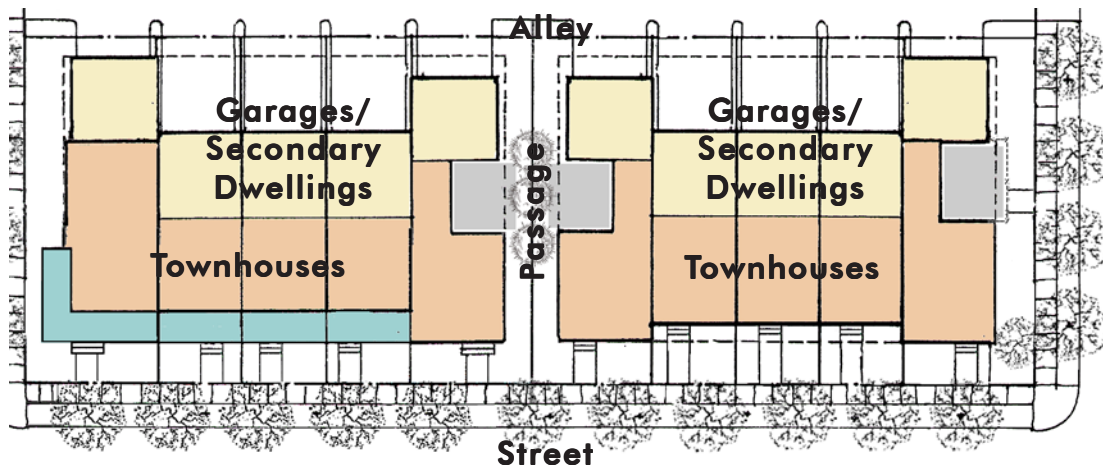 Alley
Garages/
Secondary
Dwellings
Townhouses
Passage
Garages/
Secondary
Dwellings
Townhouses
Street